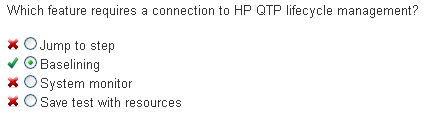 Which feature requires a connection to HP QTP lifecycle management?
Jump to step
Baselining
System monitor
Save test with resources